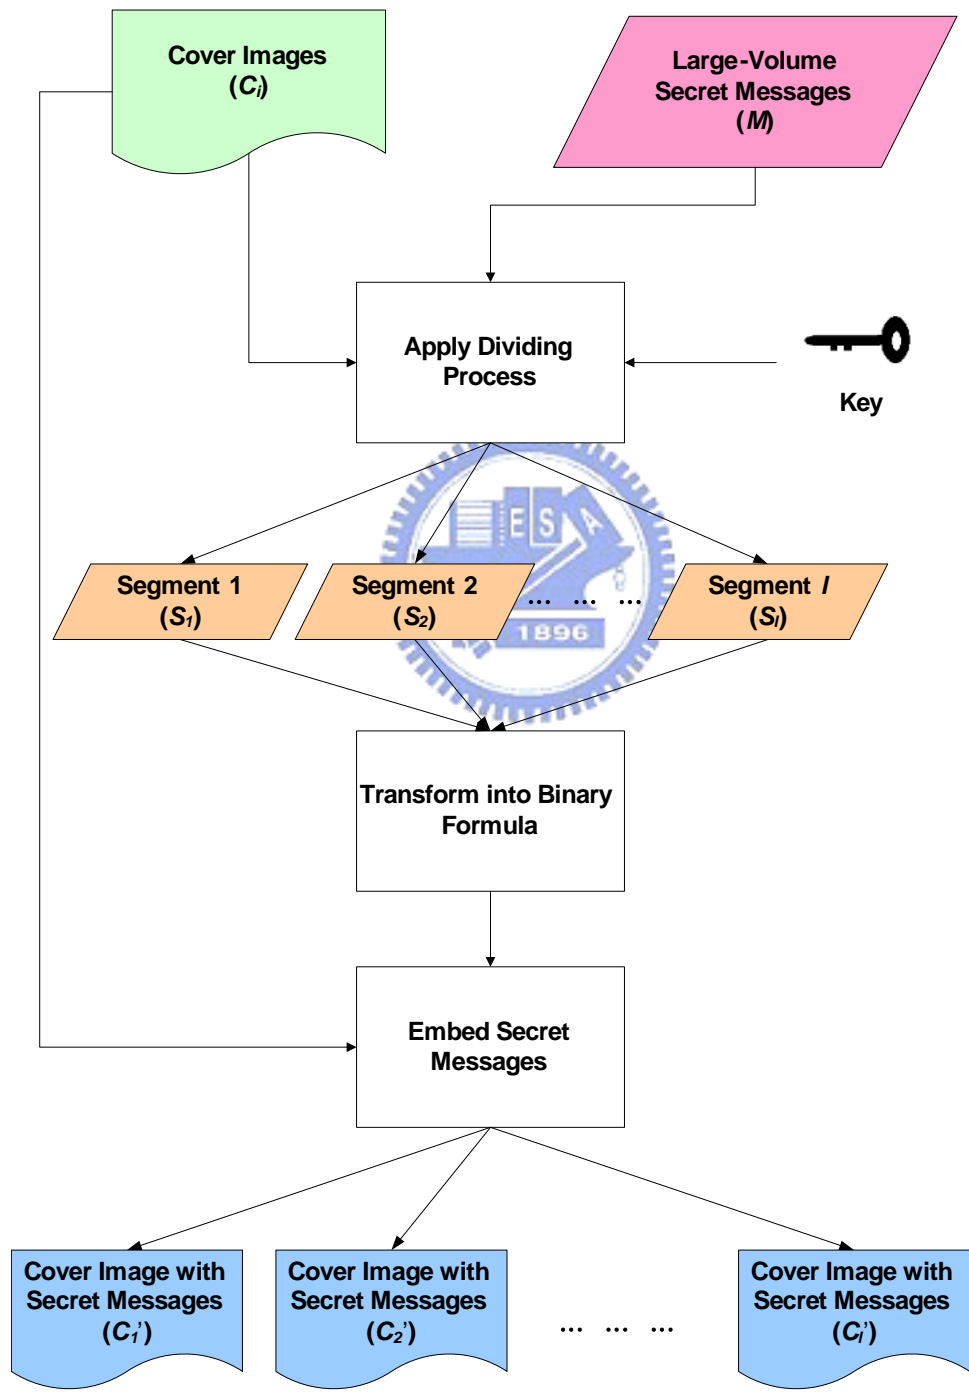 Cover Images
(Ci)
Large-Volume
Secret Messages
(M)
Apply Dividing
Process
Key
ESA
Segment 1
(S1)
Segment 2
(S2)
... ... ...
Segment I
(SI)
1896
Transform into Binary
Formula
Embed Secret
Messages
Cover Image with
Secret Messages
(C1')
Cover Image with
Secret Messages
(C2')
... ... ...
Cover Image with
Secret Messages
(CI')